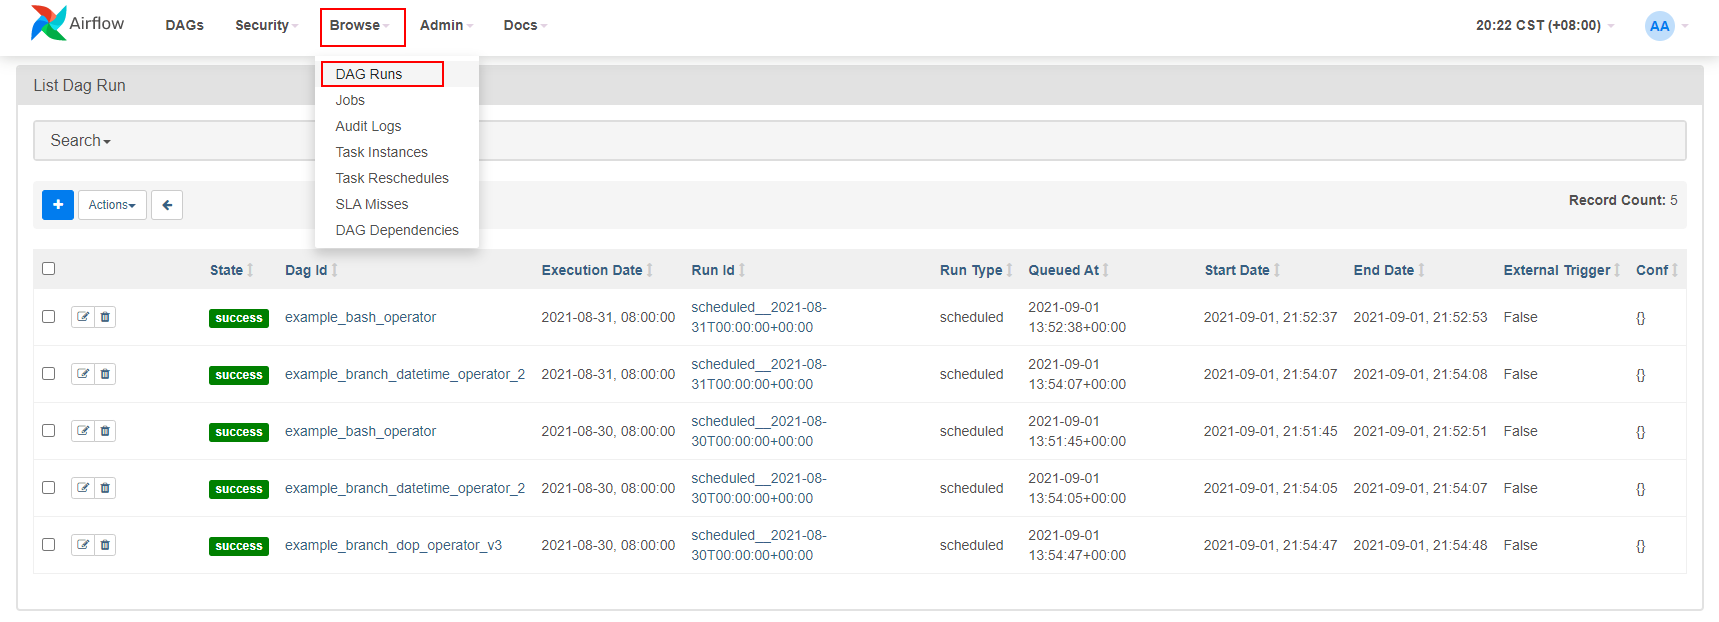 Airflow DAGs Security Browse Admin Docs 20:22 CST (+08:00) AA
DAG Runs
Jobs
Audit Logs
Task Instances
Task Reschedules
SLA Misses
DAG Dependencies
List Dag Run
Search
Actions
Record Count: 5
State Dag Id Execution Date Run Id Run Type Queued At Start Date End Date External Trigger Conf
success example_bash_operator 2021-08-31, 08:00:00 scheduled__2021-08-31T00:00:00+00:00 scheduled 2021-09-01 13:52:38+00:00 2021-09-01, 21:52:37 2021-09-01, 21:52:53 False {}
success example_branch_datetime_operator_2 2021-08-31, 08:00:00 scheduled__2021-08-31T00:00:00+00:00 scheduled 2021-09-01 13:54:07+00:00 2021-09-01, 21:54:07 2021-09-01, 21:54:08 False {}
success example_bash_operator 2021-08-30, 08:00:00 scheduled__2021-08-30T00:00:00+00:00 scheduled 2021-09-01 13:51:45+00:00 2021-09-01, 21:51:45 2021-09-01, 21:52:51 False {}
success example_branch_datetime_operator_2 2021-08-30, 08:00:00 scheduled__2021-08-30T00:00:00+00:00 scheduled 2021-09-01 13:54:05+00:00 2021-09-01, 21:54:05 2021-09-01, 21:54:07 False {}
success example_branch_dop_operator_v3 2021-08-30, 08:00:00 scheduled__2021-08-30T00:00:00+00:00 scheduled 2021-09-01 13:54:47+00:00 2021-09-01, 21:54:47 2021-09-01, 21:54:48 False {}